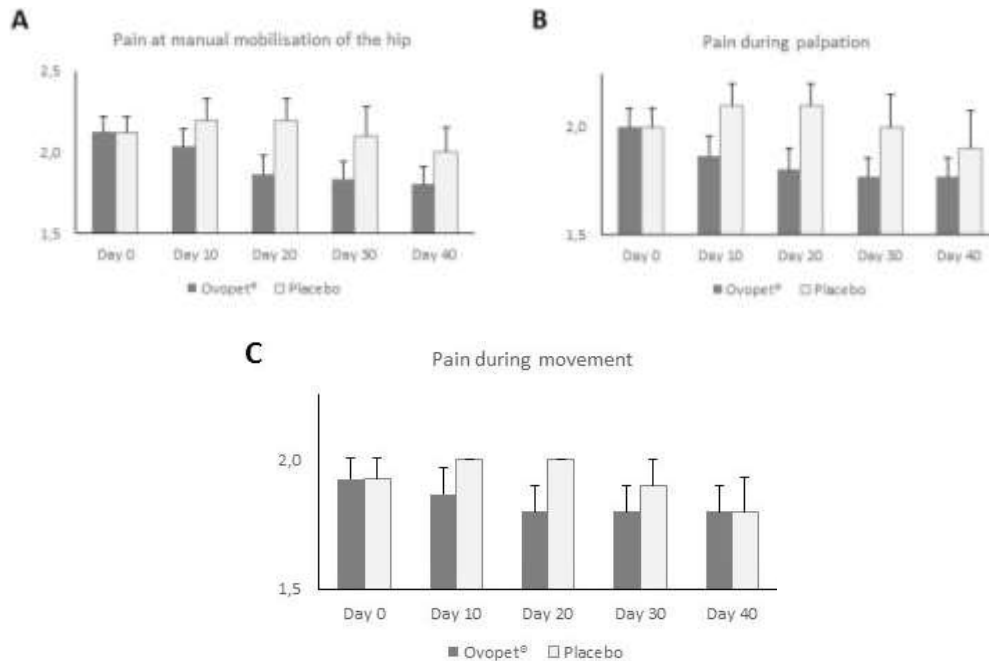 A
Pain at manual mobilisation of the hip
2,5
2,0
1,5
Day 0 Day 10 Day 20 Day 30 Day 40
Ovopet® Placebo
B
Pain during palpation
2,0
1,5
Day 0 Day 10 Day 20 Day 30 Day 40
Ovopet® Placebo
C
Pain during movement
2,0
1,5
Day 0 Day 10 Day 20 Day 30 Day 40
Ovopet® Placebo